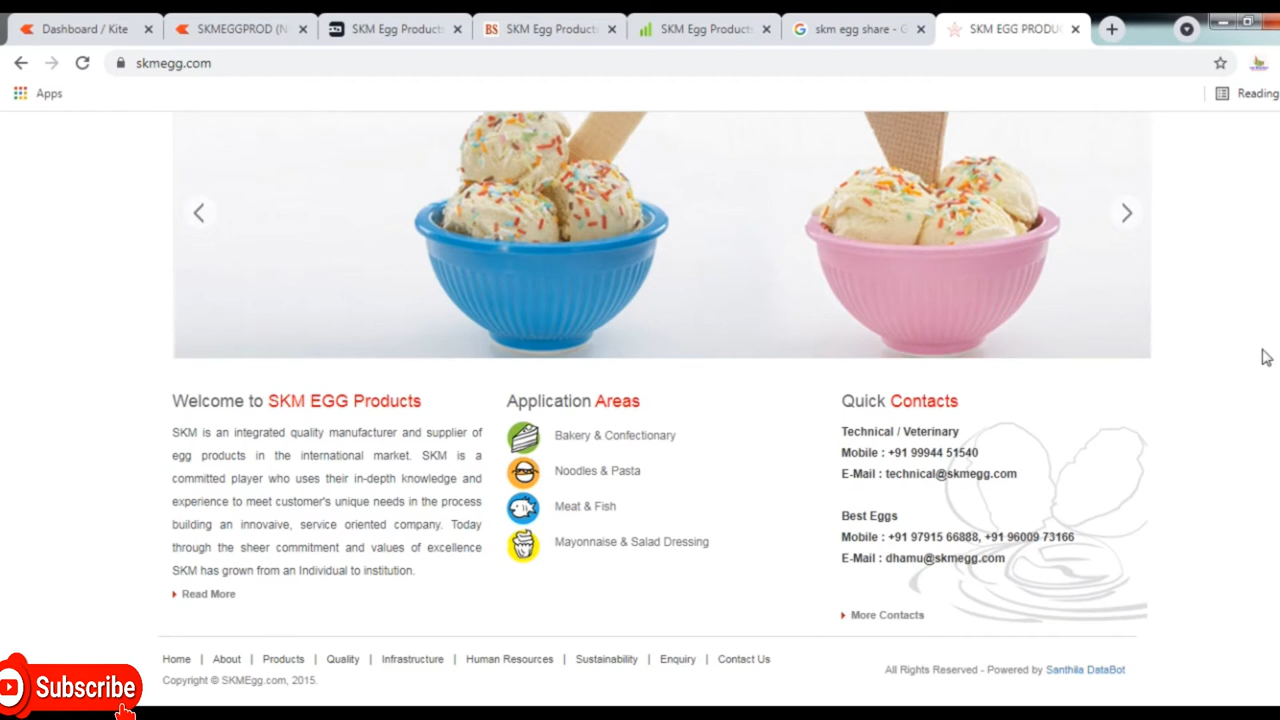 Dashboard / Kite
SKMEGGPROD (N
SKM Egg Product
BS SKM Egg Product
SKM Egg Product
skm egg share - G
SKM EGG PRODU
skmegg.com
Apps
Reading
Welcome to SKM EGG Products
SKM is an integrated quality manufacturer and supplier of
egg products in the international market. SKM is a
committed player who uses their in-depth knowledge and
experience to meet customer's unique needs in the process
building an innovaive, service oriented company. Today
through the sheer commitment and values of excellence
SKM has grown from an Individual to institution.
Read More
Application Areas
Bakery & Confectionary
Noodles & Pasta
Meat & Fish
Mayonnaise & Salad Dressing
Quick Contacts
Technical / Veterinary
Mobile : +91 99944 51540
E-Mail : technical@skmegg.com
Best Eggs
Mobile : +91 97915 66888, +91 96009 73166
E-Mail : dhamu@skmegg.com
More Contacts
Home | About | Products | Quality | Infrastructure | Human Resources | Sustainability | Enquiry | Contact Us
Copyright © SKMEgg.com, 2015.
All Rights Reserved - Powered by Santhila DataBot
Subscribe